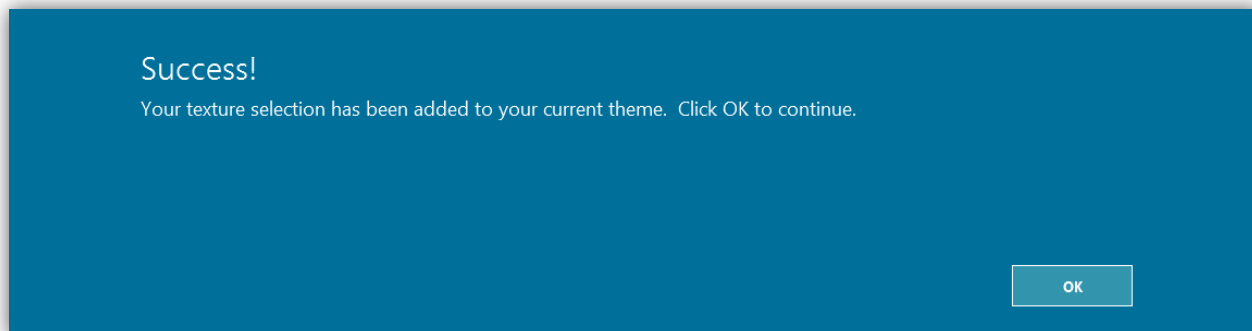 Success!
Your texture selection has been added to your current theme.  Click OK to continue.
OK